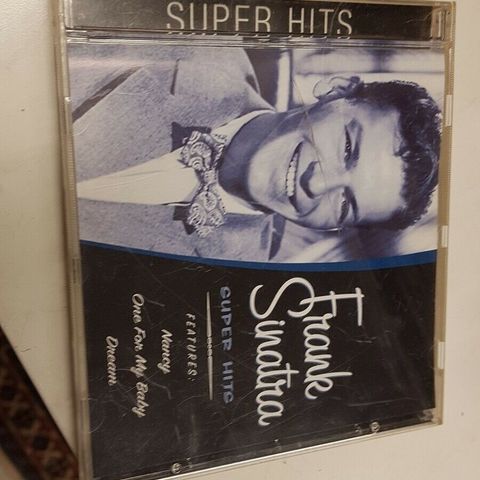 SUPER HITS
Frank
Sinatra
SUPER HITS
FEATURES:
Nancy
One For My Baby
Dream